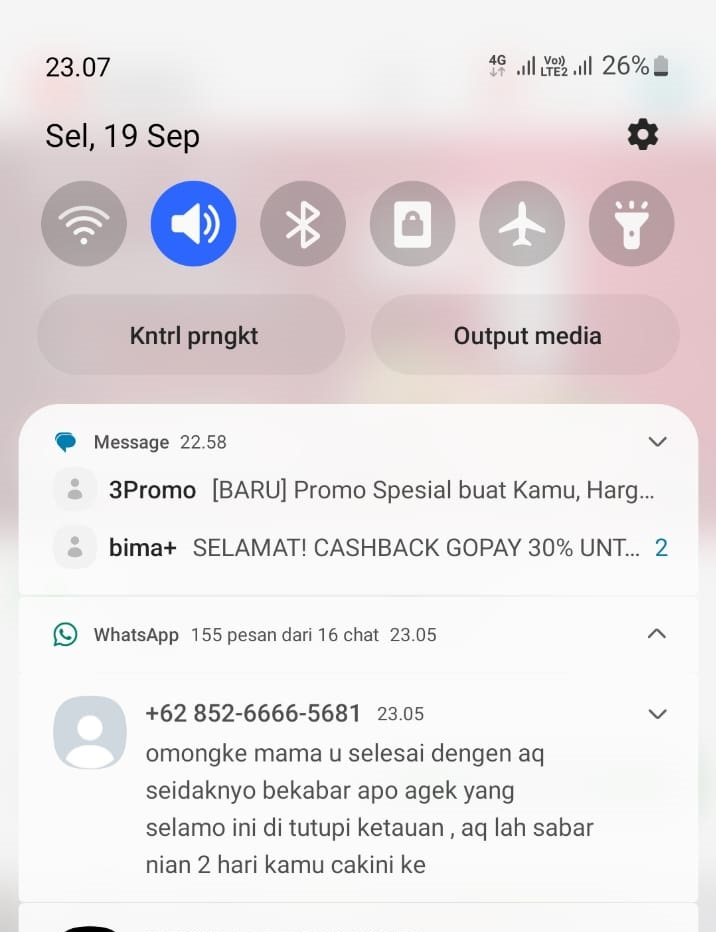 23.07
4G Vo)) LTE2 26%
Sel, 19 Sep
Kntrl prngkt
Output media
Message 22.58
3Promo [BARU] Promo Spesial buat Kamu, Harg...
bima+ SELAMAT! CASHBACK GOPAY 30% UNT... 2
WhatsApp 155 pesan dari 16 chat 23.05
+62 852-6666-5681 23.05
omongke mama u selesai dengen aq
seidaknyo bekabar apo agek yang
selamo ini di tutupi ketauan , aq lah sabar
nian 2 hari kamu cakini ke